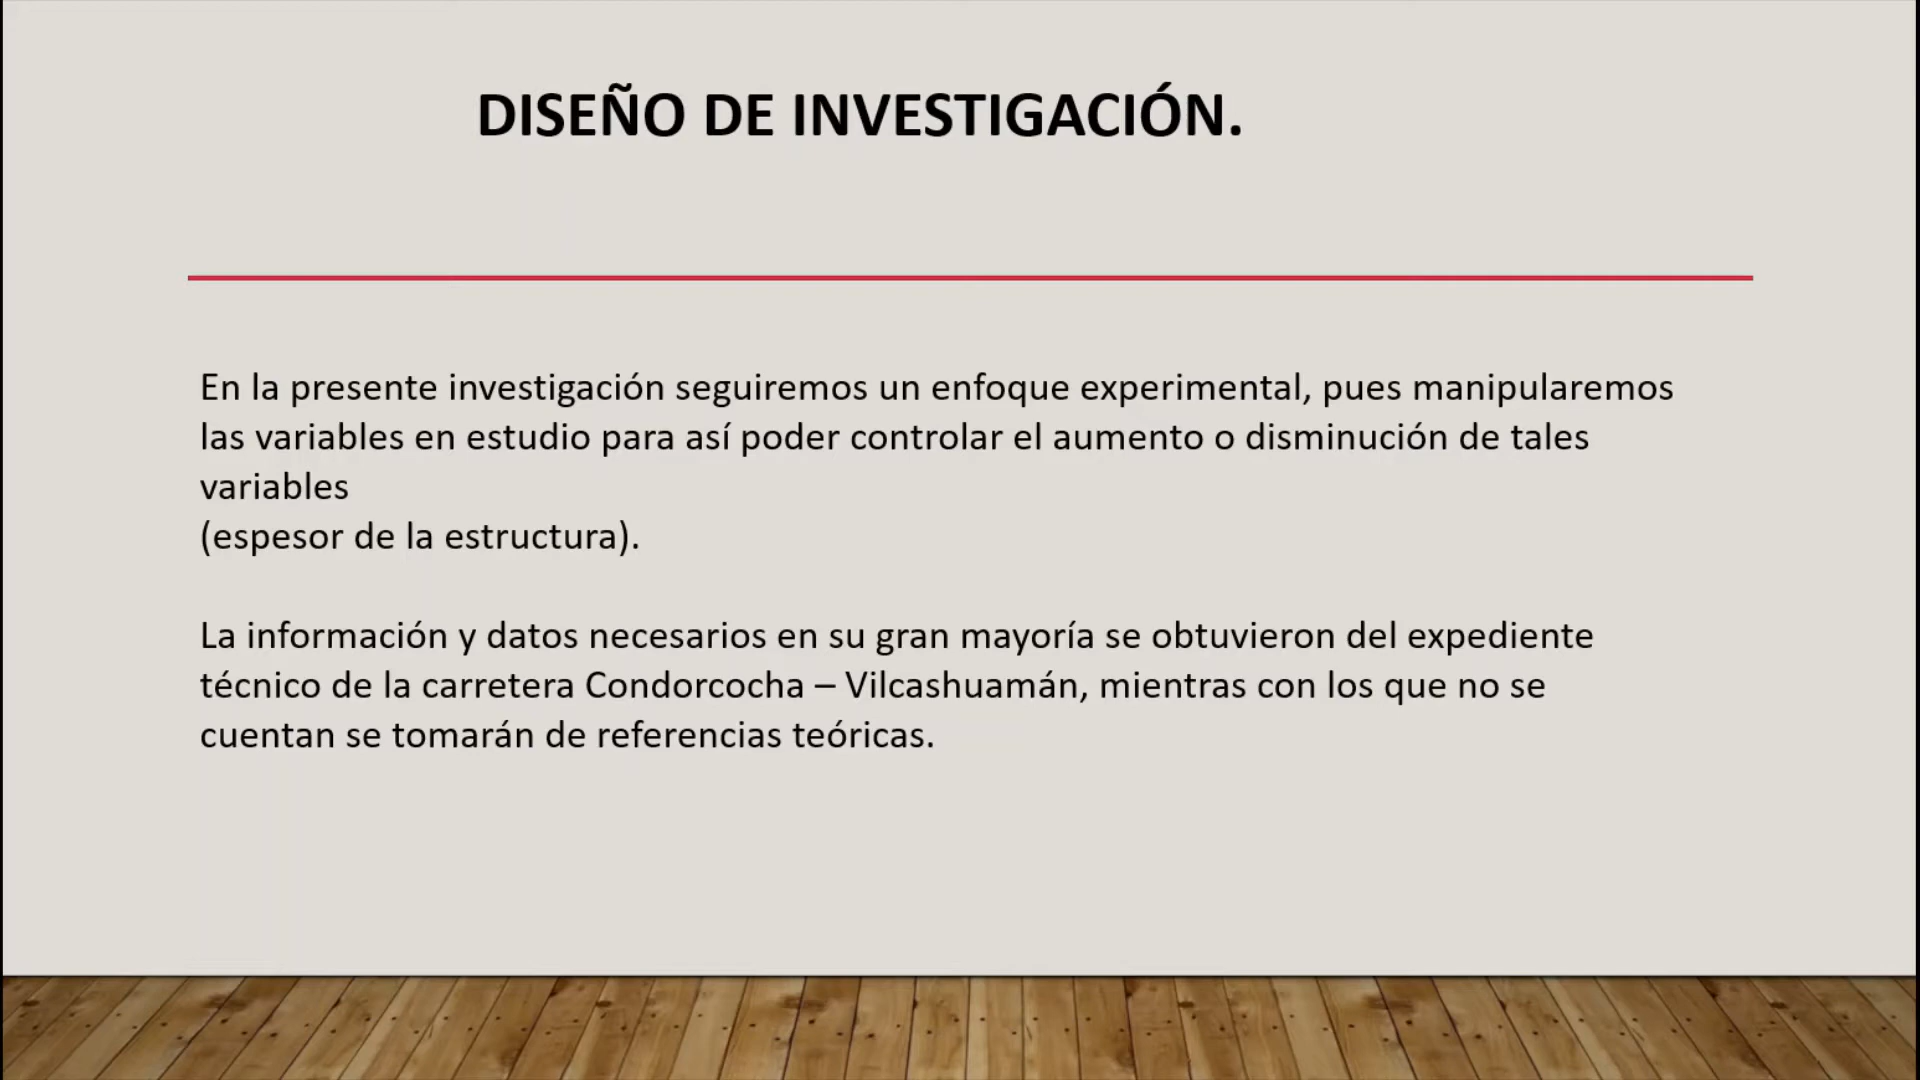 DISEÑO DE INVESTIGACIÓN.
En la presente investigación seguiremos un enfoque experimental, pues manipularemos
las variables en estudio para así poder controlar el aumento o disminución de tales
variables
(espesor de la estructura).
La información y datos necesarios en su gran mayoría se obtuvieron del expediente
técnico de la carretera Condorcocha – Vilcashuamán, mientras con los que no se
cuentan se tomarán de referencias teóricas.